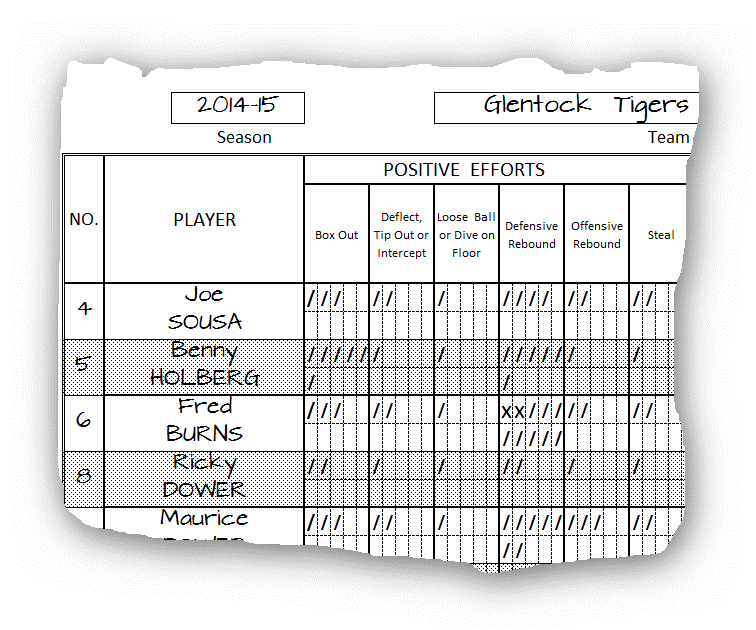 2014-15 Glentock Tigers
Season Team
POSITIVE EFFORTS
NO. PLAYER
Box Out
Deflect,
Tip Out or
Intercept
Loose Ball
or Dive on
Floor
Defensive
Rebound
Offensive
Rebound
Steal
4 Joe /// // / //// // //
SOUSA
5 Benny ///// / / ///// / /
HOLBERG / /
6 Fred /// // / xx/// // //
BURNS /////
8 Ricky // / / // / /
DOWER
Maurice /// // / ///// /// //
//